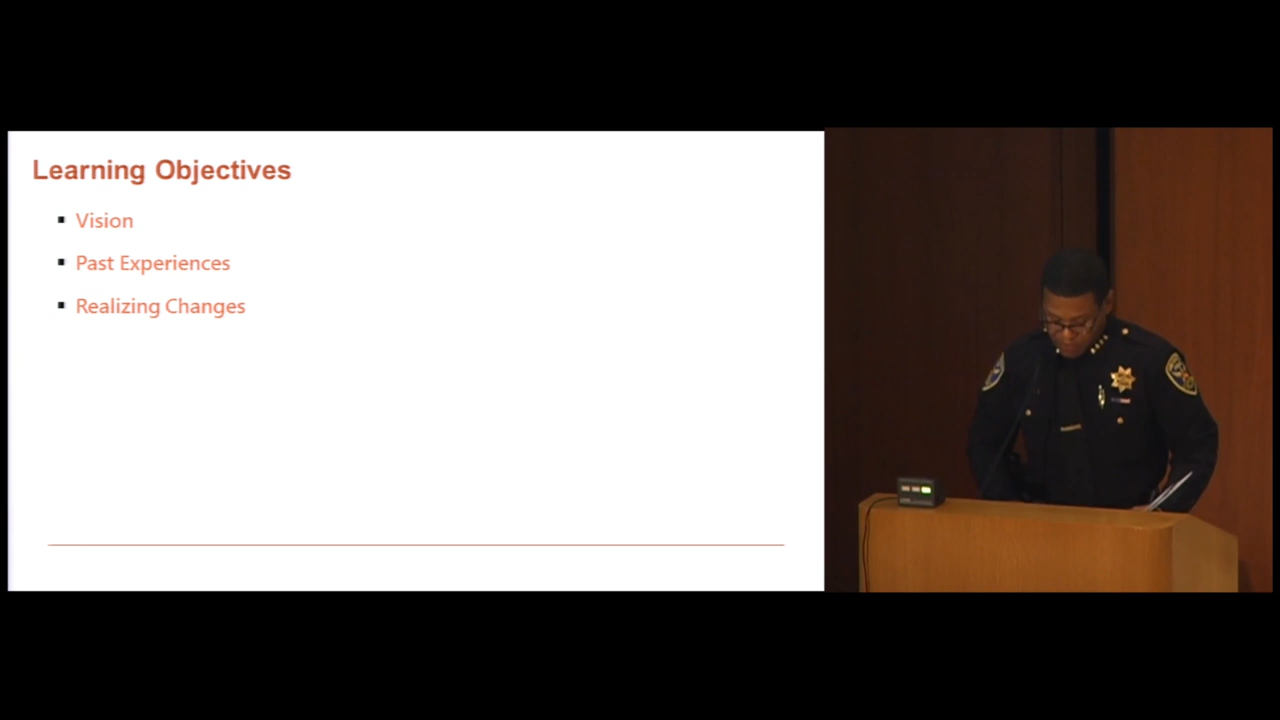 Learning Objectives
Vision
Past Experiences
Realizing Changes